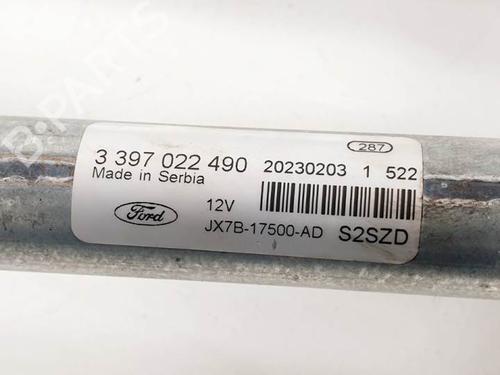 B-PARTS
287
3 397 022 490 20230203 1 522
Made in Serbia
Ford 12V
JX7B-17500-AD S2SZD